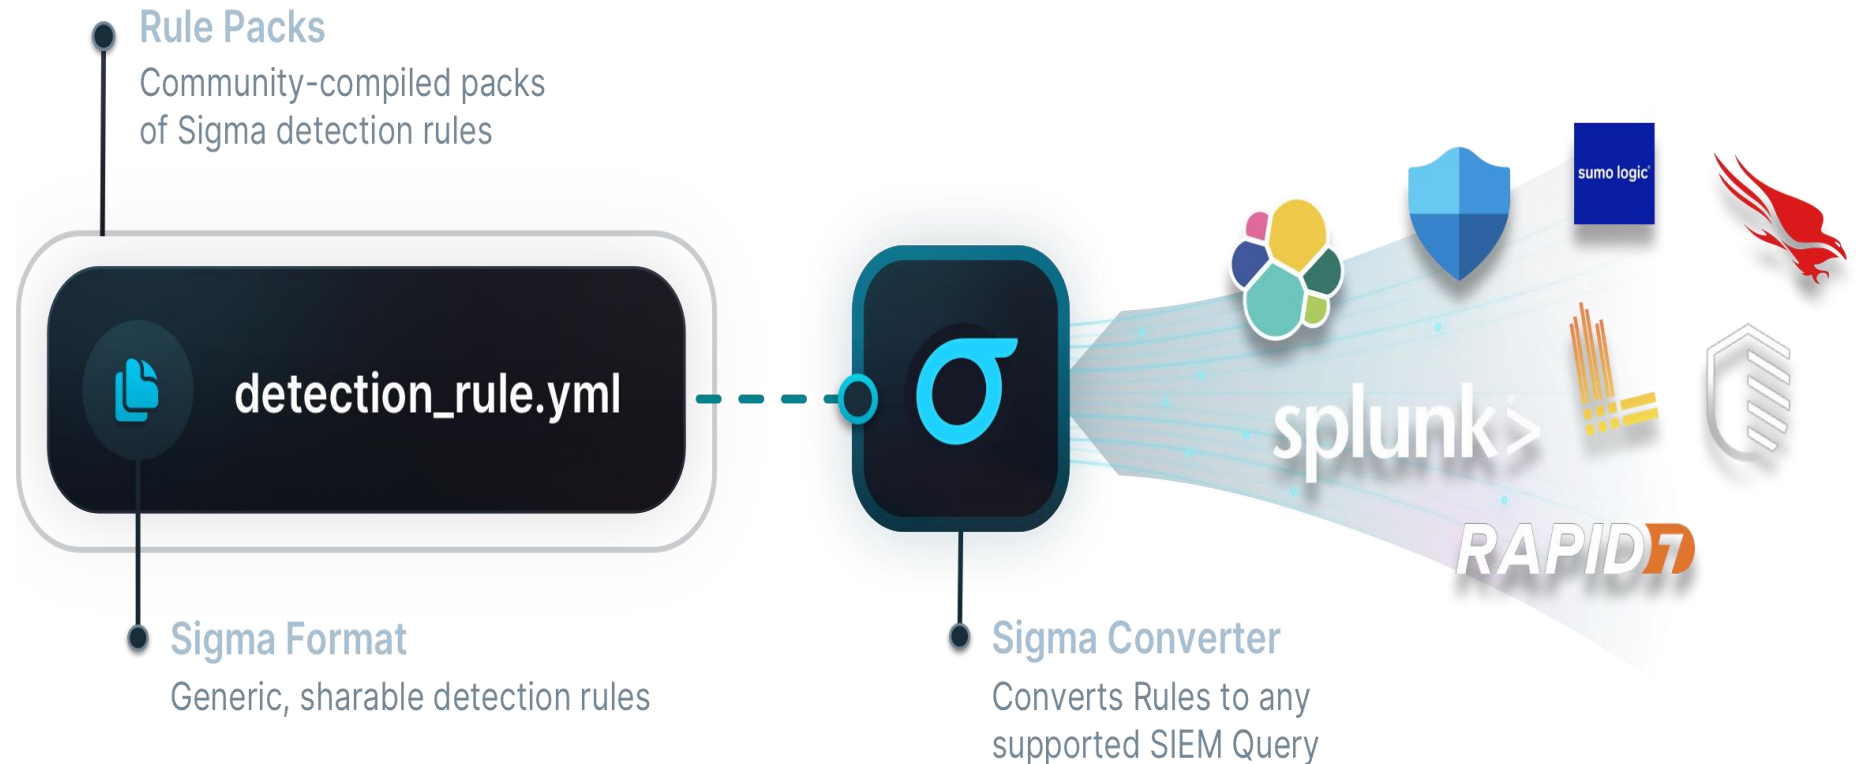 Rule Packs
Community-compiled packs
of Sigma detection rules
sumo logic
detection_rule.yml
splunk>
RAPID7
Sigma Format
Generic, sharable detection rules
Sigma Converter
Converts Rules to any
supported SIEM Query